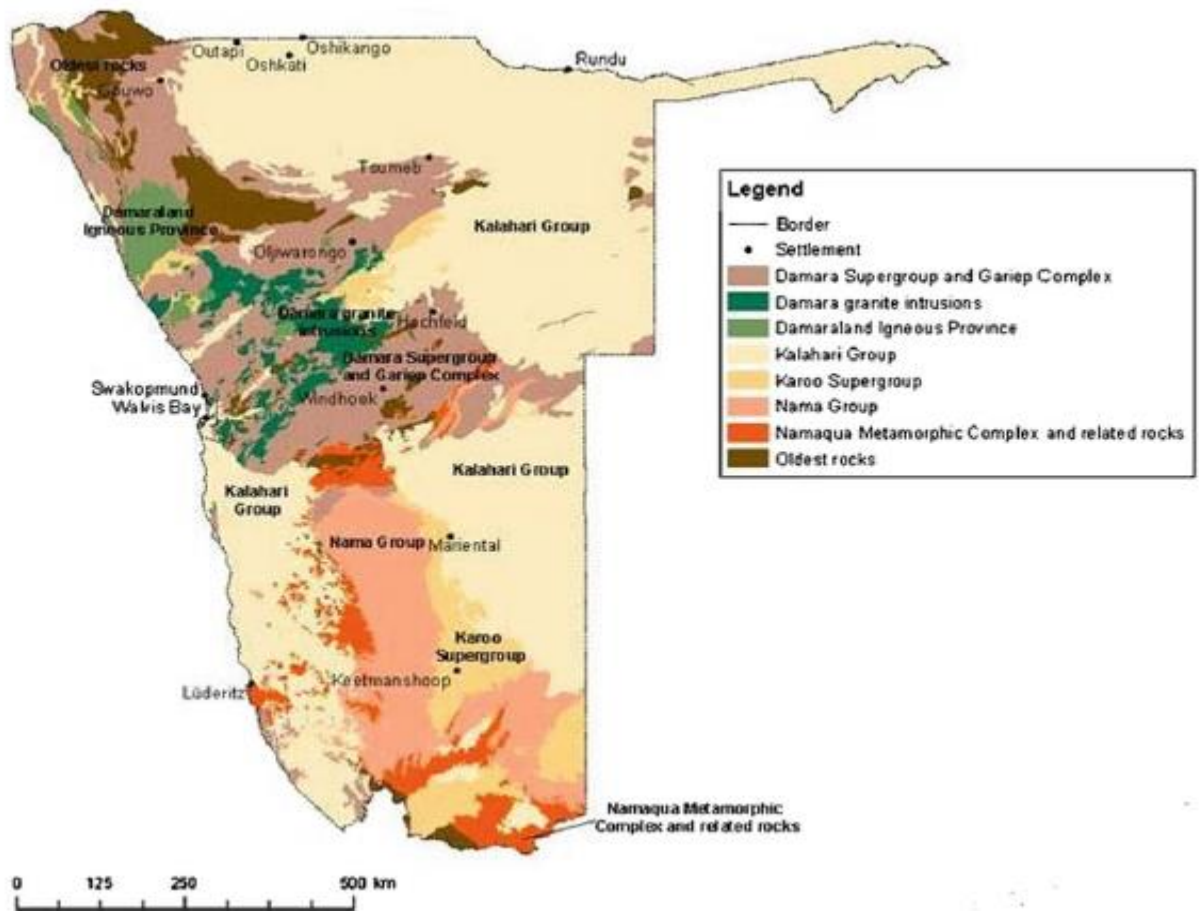 Outapi
Oshikango
Oshkati
Rundu
Oldest rocks
Opuwo
Tsumeb
Damaraland
Igneous Province
Kalahari Group
Otjiwarongo
Damara granite
intrusions
Hochfeld
Damara Supergroup
and Gariep Complex
Swakopmund
Walvis Bay
Windhoek
Kalahari
Group
Kalahari Group
Nama Group
Mariental
Karoo
Supergroup
Keetmanshoop
Lüderitz
Namaqua Metamorphic
Complex and related rocks
Legend
Border
Settlement
Damara Supergroup and Gariep Complex
Damara granite intrusions
Damaraland Igneous Province
Kalahari Group
Karoo Supergroup
Nama Group
Namaqua Metamorphic Complex and related rocks
Oldest rocks
0 125 250 500 km